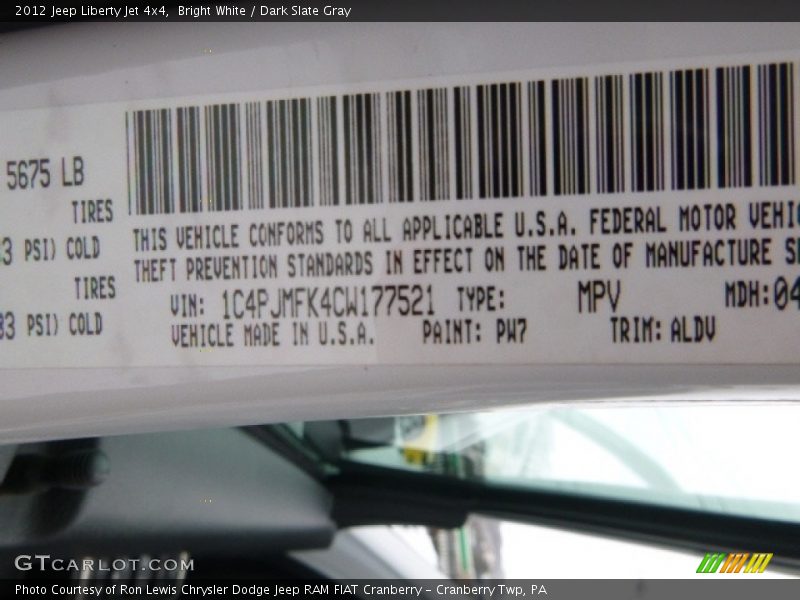 2012 Jeep Liberty Jet 4x4,  Bright White / Dark Slate Gray
5675 LB
TIRES
THIS VEHICLE CONFORMS TO ALL APPLICABLE U.S.A. FEDERAL MOTOR
PSI) COLD
THEFT PREVENTION STANDARDS IN EFFECT ON THE DATE OF MANUFACTURE
TIRES
VIN: 1C4PJMFK4CW177521 TYPE: MPV MDH:04
PSI) COLD
VEHICLE MADE IN U.S.A. PAINT: PW7 TRIM: ALDV
GTCARLOT.COM
Photo Courtesy of Ron Lewis Chrysler Dodge Jeep RAM FIAT Cranberry - Cranberry Twp, PA